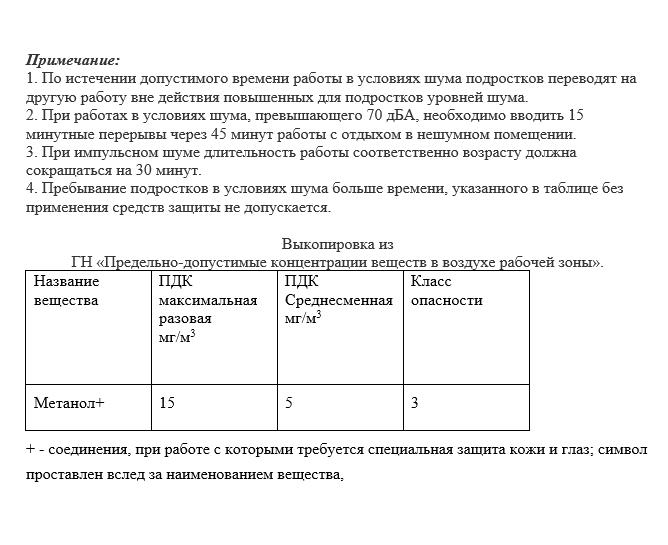 Примечание:
1. По истечении допустимого времени работы в условиях шума подростков переводят на
другую работу вне действия повышенных для подростков уровней шума.
2. При работах в условиях шума, превышающего 70 дБА, необходимо вводить 15
минутные перерывы через 45 минут работы с отдыхом в нешумном помещении.
3. При импульсном шуме длительность работы соответственно возрасту должна
сокращаться на 30 минут.
4. Пребывание подростков в условиях шума больше времени, указанного в таблице без
применения средств защиты не допускается.
Выкопировка из
ГН «Предельно-допустимые концентрации веществ в воздухе рабочей зоны».
Название
вещества
ПДК
максимальная
разовая
мг/м³
ПДК
Среднесменная
мг/м³
Класс
опасности
Метанол+
15
5
3
+ - соединения, при работе с которыми требуется специальная защита кожи и глаз; символ
проставлен вслед за наименованием вещества,